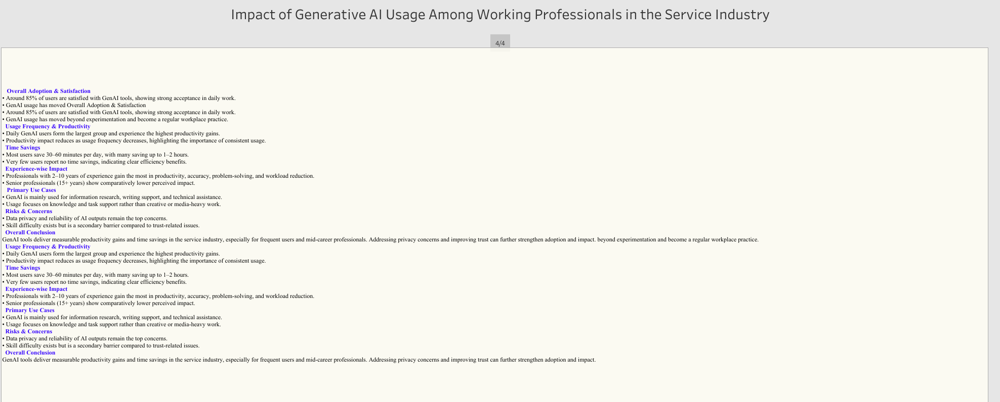 Impact of Generative AI Usage Among Working Professionals in the Service Industry
4/4
Overall Adoption & Satisfaction
• Around 85% of users are satisfied with GenAI tools, showing strong acceptance in daily work.
• GenAI usage has moved Overall Adoption & Satisfaction
• Around 85% of users are satisfied with GenAI tools, showing strong acceptance in daily work.
• GenAI usage has moved beyond experimentation and become a regular workplace practice.
Usage Frequency & Productivity
• Daily GenAI users form the largest group and experience the highest productivity gains.
• Productivity impact reduces as usage frequency decreases, highlighting the importance of consistent usage.
Time Savings
• Most users save 30–60 minutes per day, with many saving up to 1–2 hours.
• Very few users report no time savings, indicating clear efficiency benefits.
Experience-wise Impact
• Professionals with 2–10 years of experience gain the most in productivity, accuracy, problem-solving, and workload reduction.
• Senior professionals (15+ years) show comparatively lower perceived impact.
Primary Use Cases
• GenAI is mainly used for information research, writing support, and technical assistance.
• Usage focuses on knowledge and task support rather than creative or media-heavy work.
Risks & Concerns
• Data privacy and reliability of AI outputs remain the top concerns.
• Skill difficulty exists but is a secondary barrier compared to trust-related issues.
Overall Conclusion
GenAI tools deliver measurable productivity gains and time savings in the service industry, especially for frequent users and mid-career professionals. Addressing privacy concerns and improving trust can further strengthen adoption and impact. beyond experimentation and become a regular workplace practice.
Usage Frequency & Productivity
• Daily GenAI users form the largest group and experience the highest productivity gains.
• Productivity impact reduces as usage frequency decreases, highlighting the importance of consistent usage.
Time Savings
• Most users save 30–60 minutes per day, with many saving up to 1–2 hours.
• Very few users report no time savings, indicating clear efficiency benefits.
Experience-wise Impact
• Professionals with 2–10 years of experience gain the most in productivity, accuracy, problem-solving, and workload reduction.
• Senior professionals (15+ years) show comparatively lower perceived impact.
Primary Use Cases
• GenAI is mainly used for information research, writing support, and technical assistance.
• Usage focuses on knowledge and task support rather than creative or media-heavy work.
Risks & Concerns
• Data privacy and reliability of AI outputs remain the top concerns.
• Skill difficulty exists but is a secondary barrier compared to trust-related issues.
Overall Conclusion
GenAI tools deliver measurable productivity gains and time savings in the service industry, especially for frequent users and mid-career professionals. Addressing privacy concerns and improving trust can further strengthen adoption and impact.